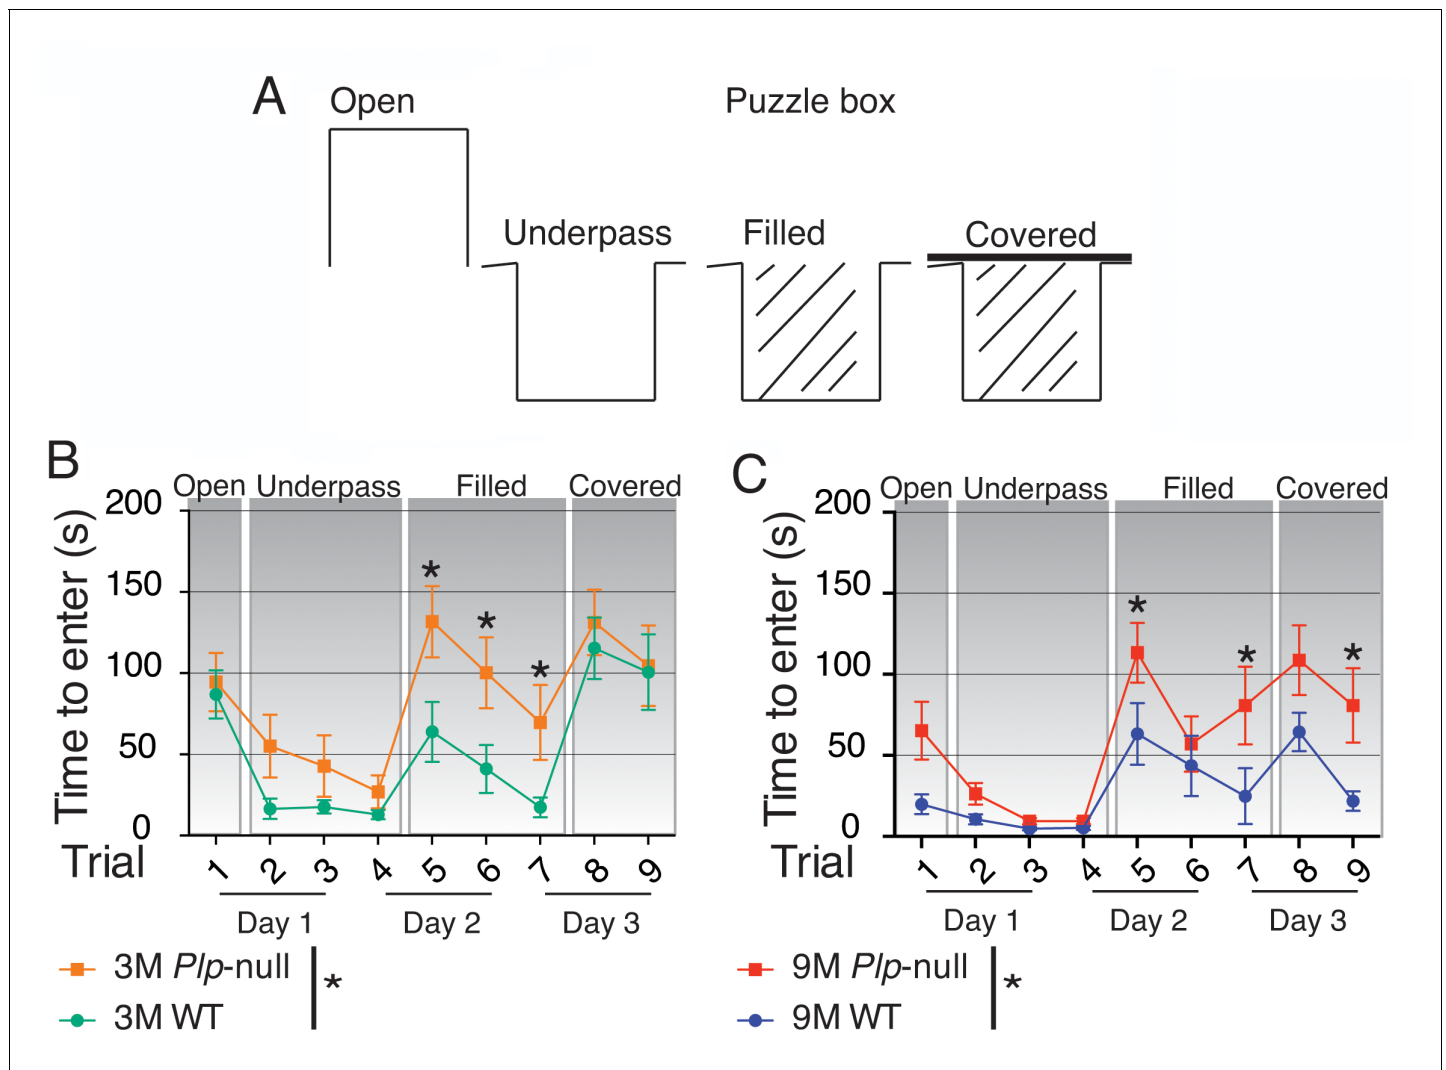 A
Open
Puzzle box
Underpass
Filled
Covered
B
Open
Underpass
Filled
Covered
Time to enter (s)
200
150
100
50
0
*
*
*
Trial
1
2
3
4
5
6
7
8
9
Day 1
Day 2
Day 3
3M Plp-null
3M WT
*
C
Open
Underpass
Filled
Covered
Time to enter (s)
200
150
100
50
0
*
*
*
Trial
1
2
3
4
5
6
7
8
9
Day 1
Day 2
Day 3
9M Plp-null
9M WT
*